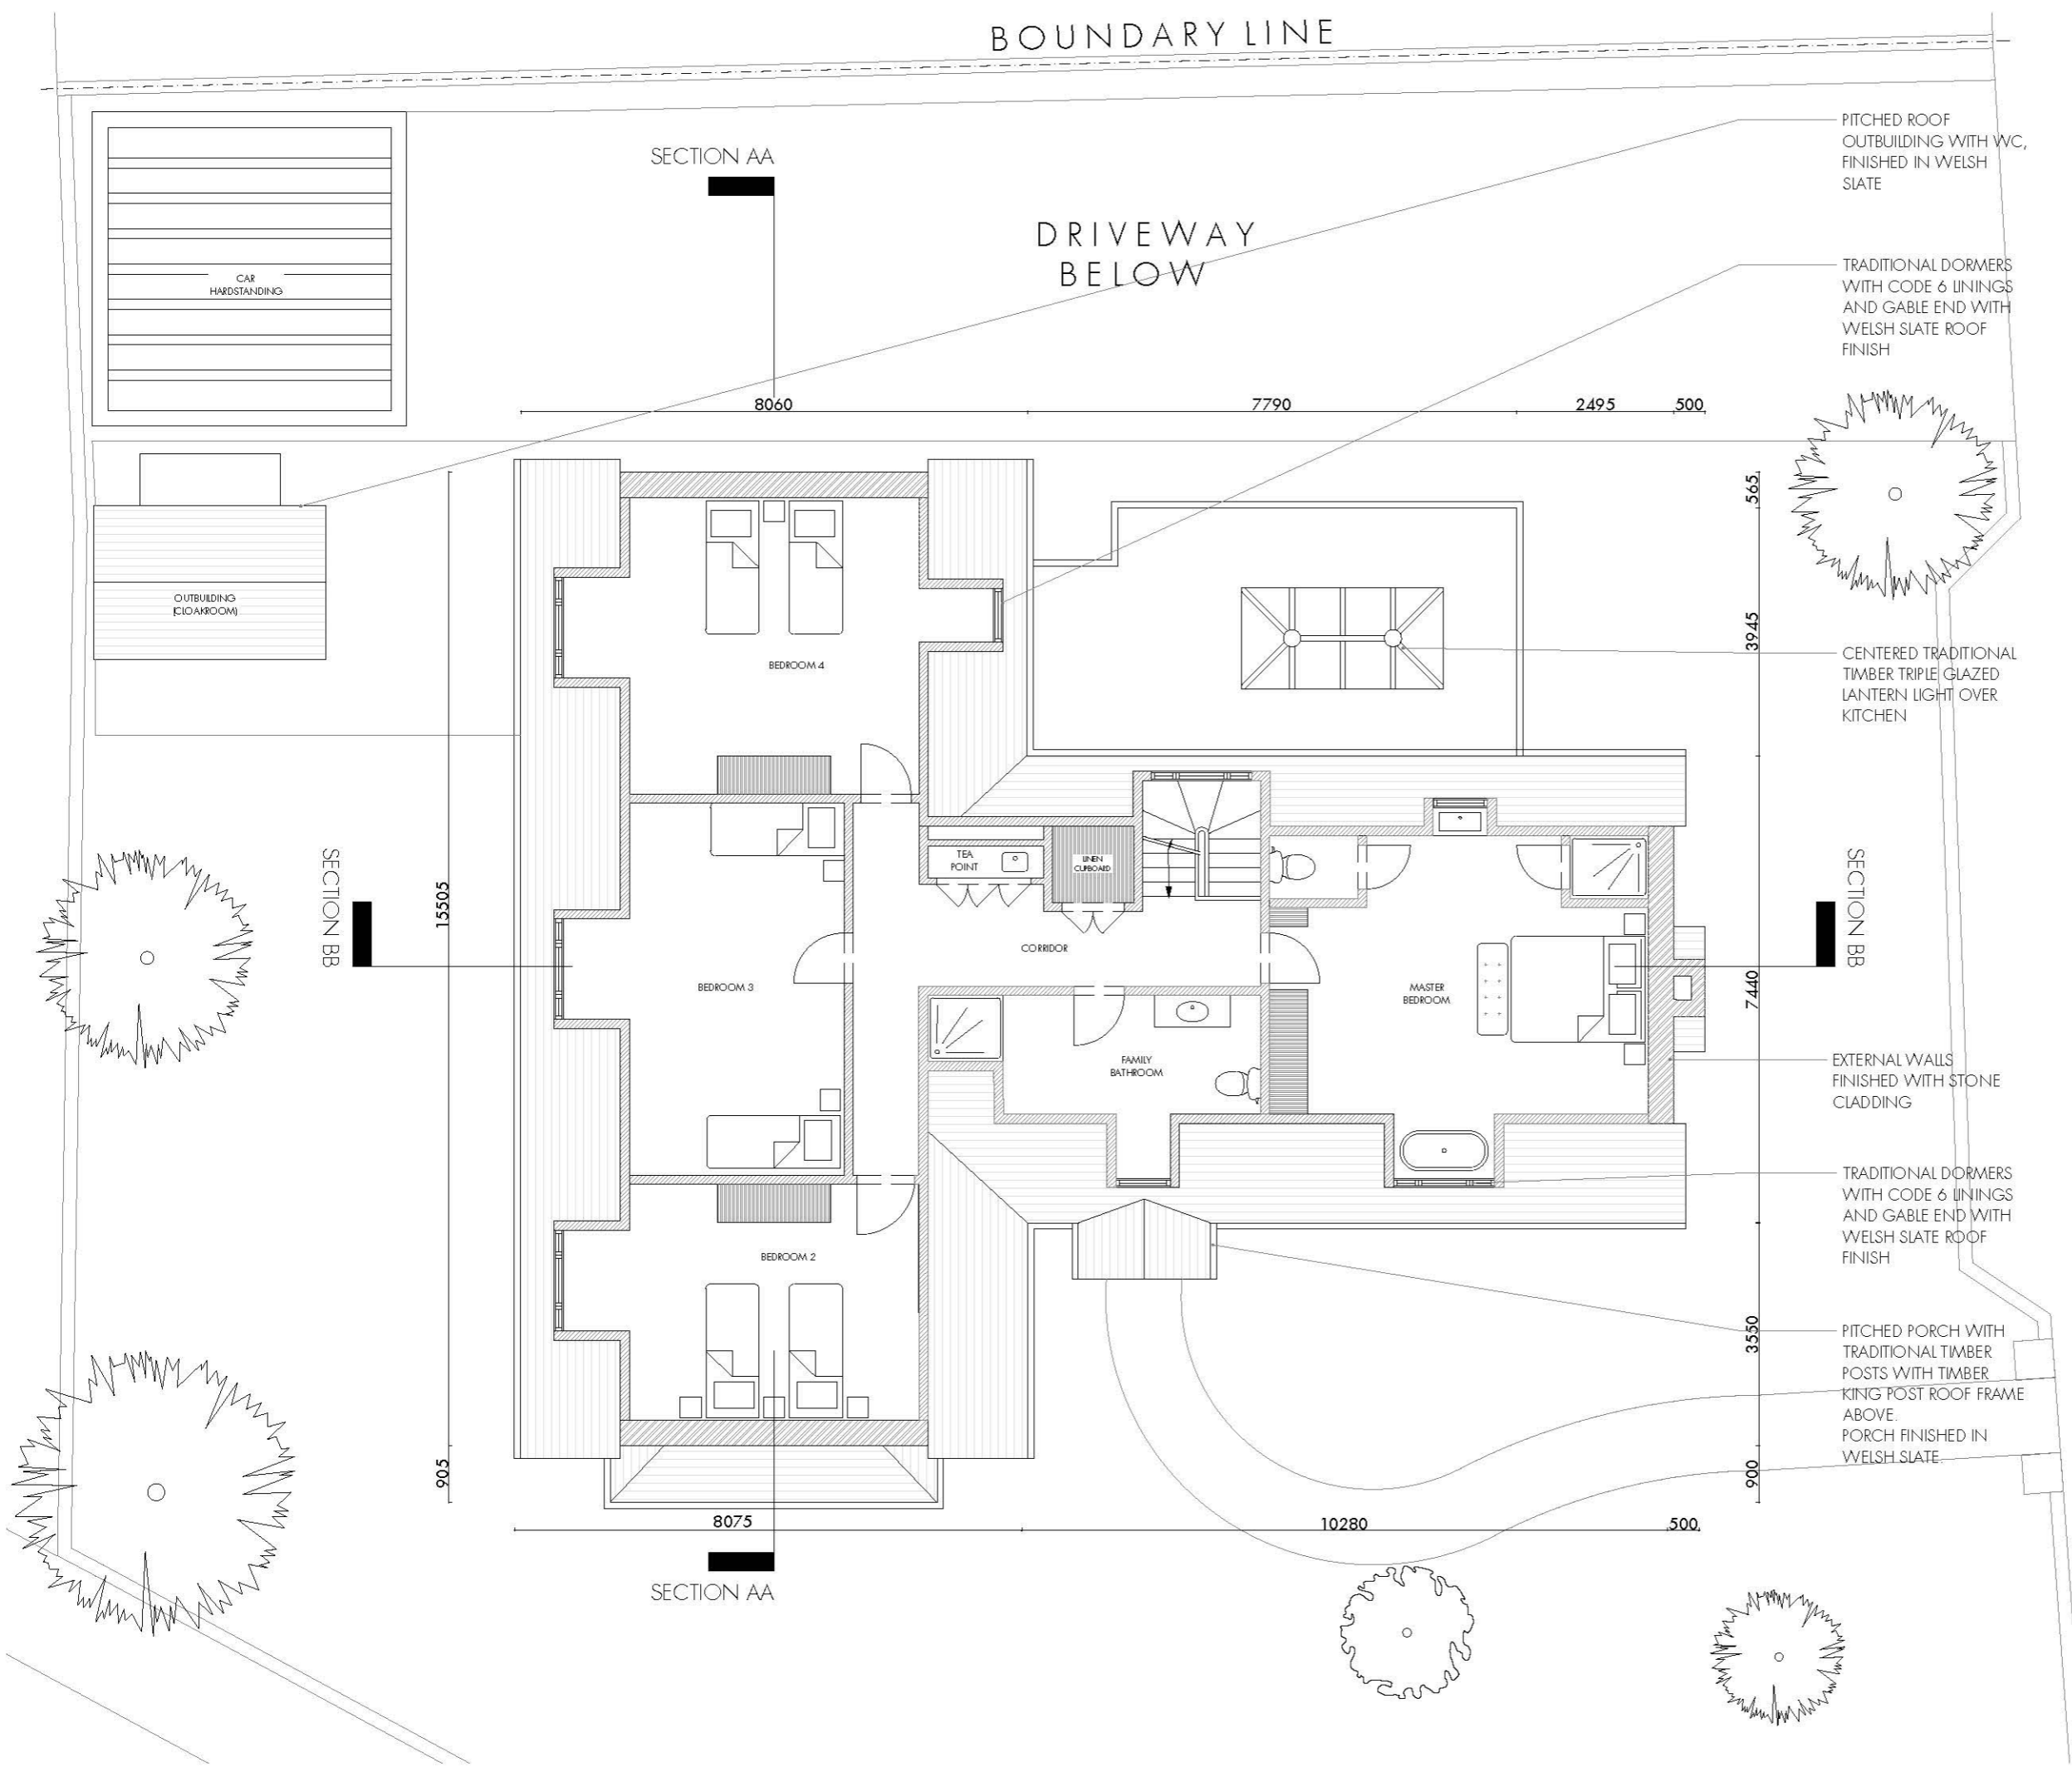 BOUNDARY LINE
SECTION AA
DRIVEWAY
BELOW
PITCHED ROOF
OUTBUILDING WITH WC,
FINISHED IN WELSH
SLATE
TRADITIONAL DORMERS
WITH CODE 6 LININGS
AND GABLE END WITH
WELSH SLATE ROOF
FINISH
CAR
HARDSTANDING
8060
7790
2495
500
565
3945
7440
3550
900
OUTBUILDING
(CLOAKROOM)
BEDROOM 4
CENTERED TRADITIONAL
TIMBER TRIPLE GLAZED
LANTERN LIGHT OVER
KITCHEN
15505
905
SECTION BB
TEA
POINT
LINEN
CUPBOARD
CORRIDOR
BEDROOM 3
MASTER
BEDROOM
SECTION BB
FAMILY
BATHROOM
EXTERNAL WALLS
FINISHED WITH STONE
CLADDING
TRADITIONAL DORMERS
WITH CODE 6 LININGS
AND GABLE END WITH
WELSH SLATE ROOF
FINISH
BEDROOM 2
PITCHED PORCH WITH
TRADITIONAL TIMBER
POSTS WITH TIMBER
KING POST ROOF FRAME
ABOVE.
PORCH FINISHED IN
WELSH SLATE.
8075
10280
500
SECTION AA